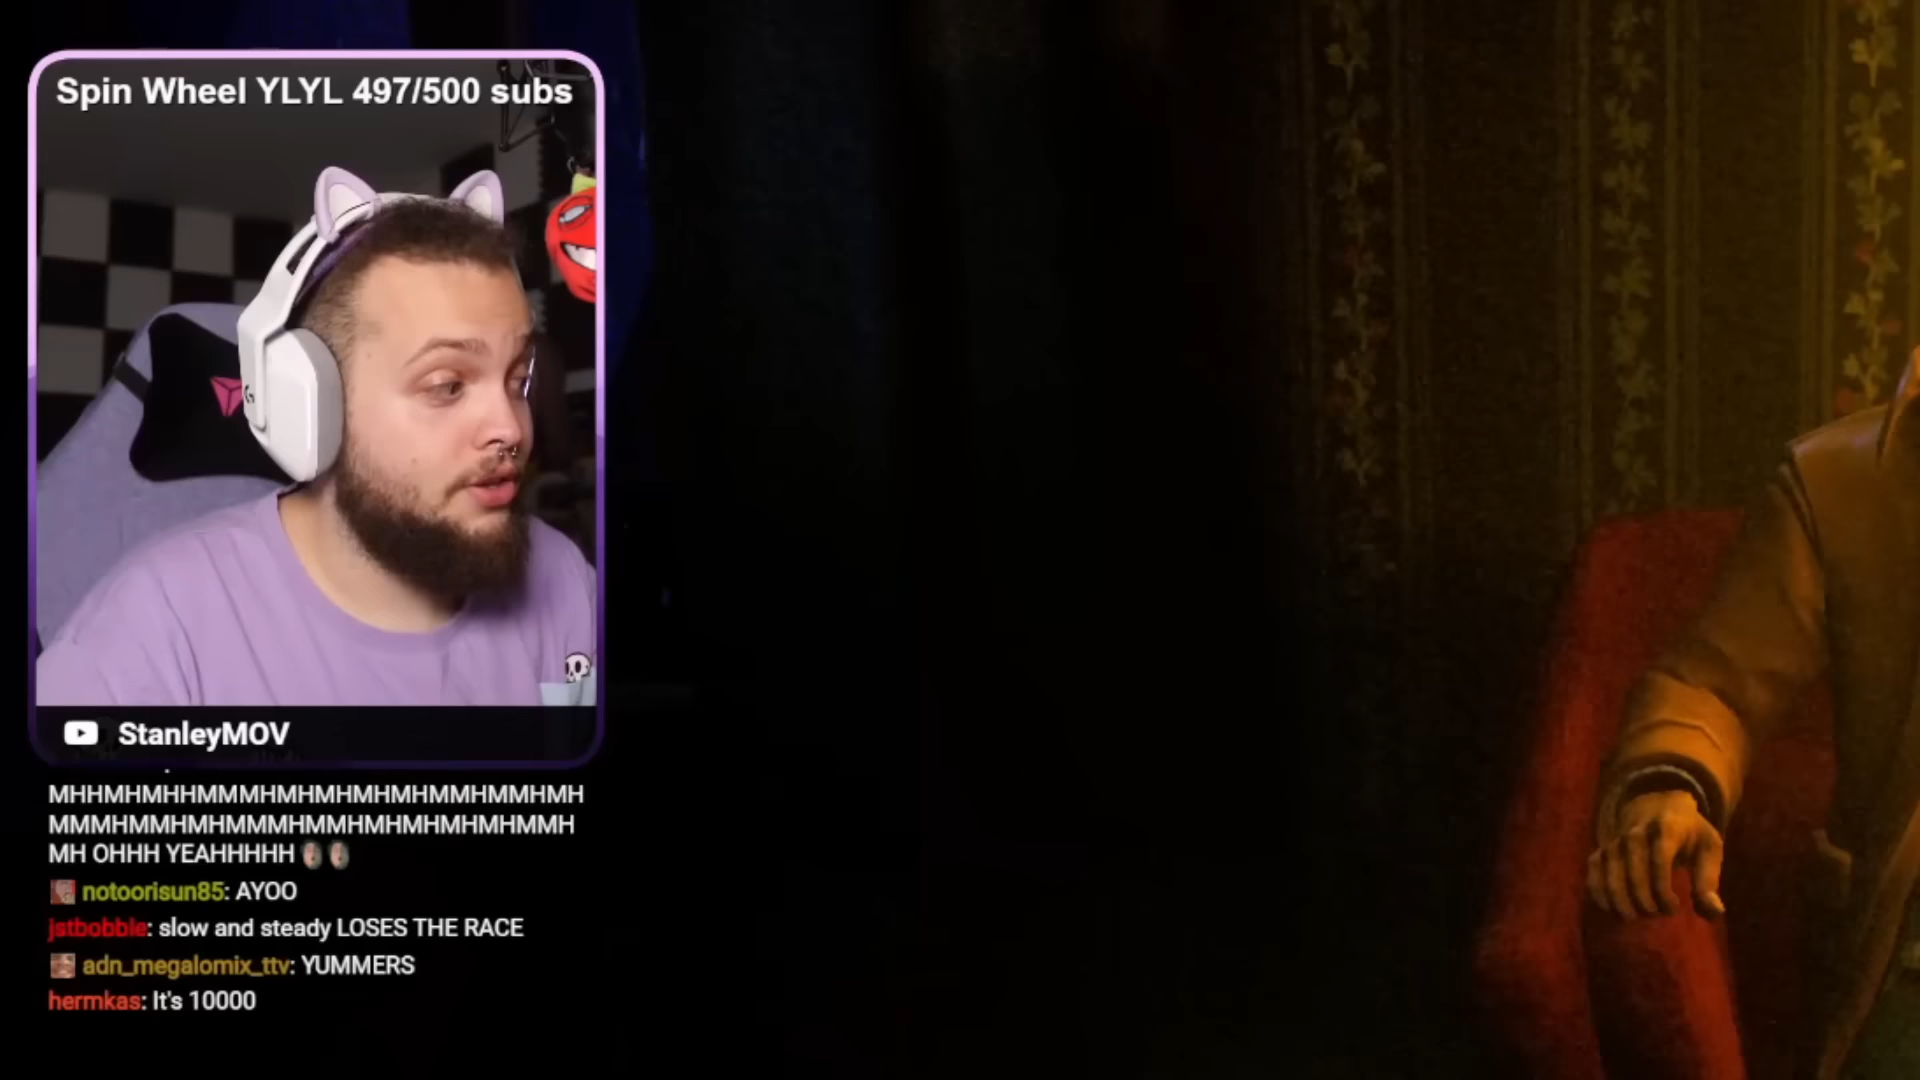 Spin Wheel YLYL 497/500 subs
StanleyMOV
MHHMHMHHMMMHMHMHMHMHMMHMMHMH
MMMHMMHMHMMMHMMHMHMHMHMHMMH
MH OHHH YEAHHHHH
notoorisun85: AYOO
jstbobble: slow and steady LOSES THE RACE
adn_megalomix_ttv: YUMMERS
hermkas: It's 10000